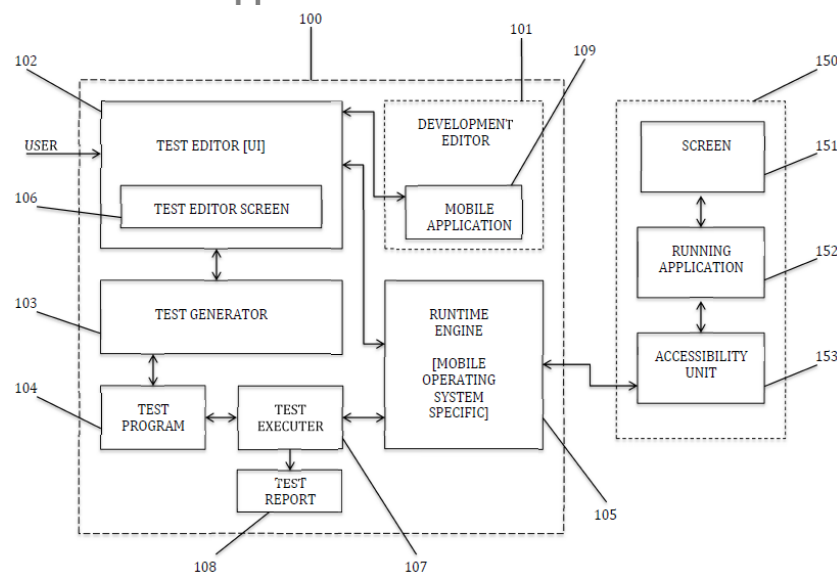 100
102
101
109
150
USER
TEST EDITOR [UI]
DEVELOPMENT
EDITOR
SCREEN
151
106
TEST EDITOR SCREEN
MOBILE
APPLICATION
RUNNING
APPLICATION
152
103
TEST GENERATOR
RUNTIME
ENGINE
[MOBILE
OPERATING
SYSTEM
SPECIFIC]
ACCESSIBILITY
UNIT
153
104
TEST
PROGRAM
TEST
EXECUTER
TEST
REPORT
108
107
105